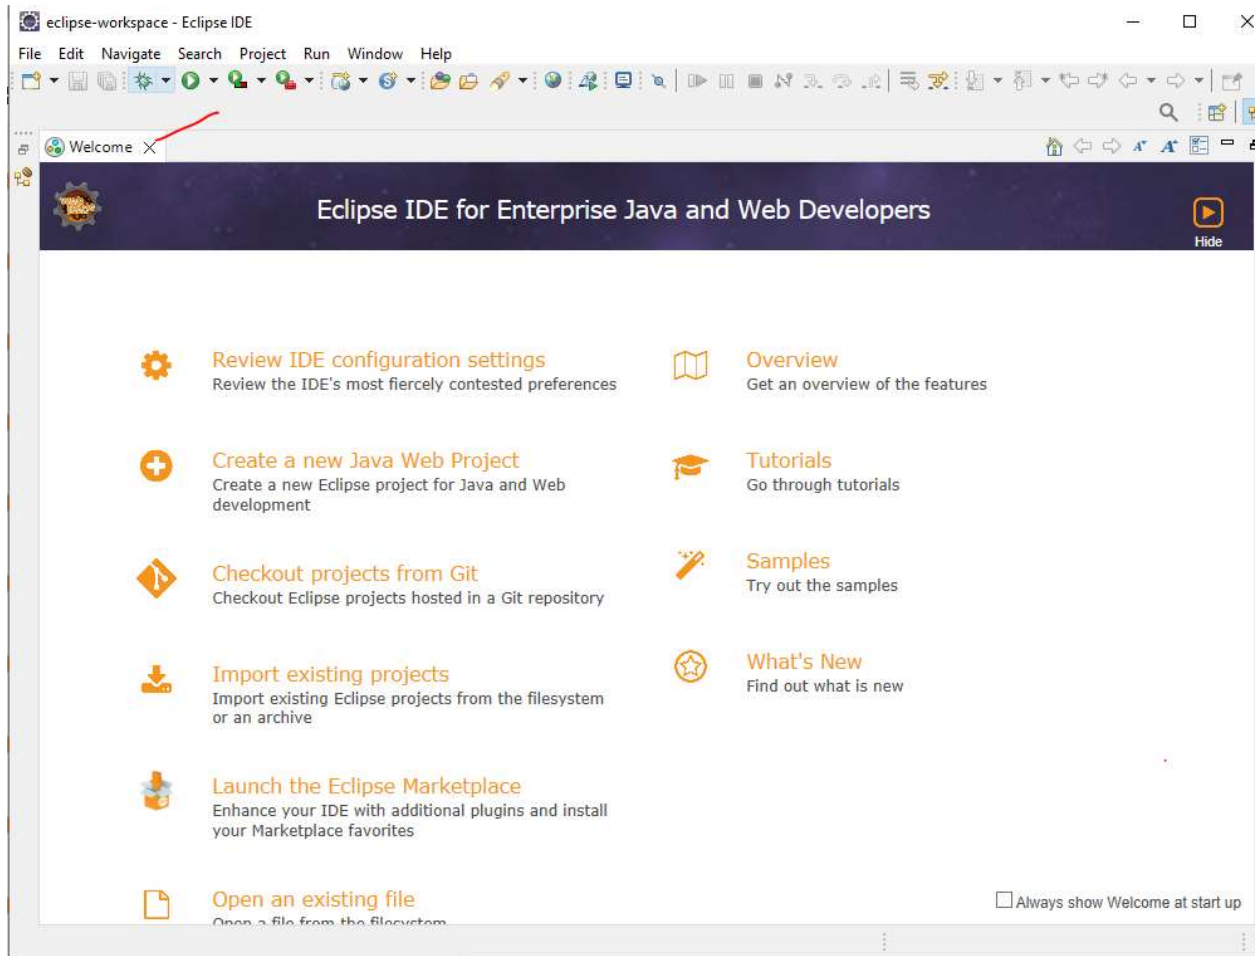 eclipse-workspace - Eclipse IDE
File Edit Navigate Search Project Run Window Help
Welcome
Eclipse IDE for Enterprise Java and Web Developers
Hide
Review IDE configuration settings
Review the IDE's most fiercely contested preferences
Overview
Get an overview of the features
Create a new Java Web Project
Create a new Eclipse project for Java and Web
development
Tutorials
Go through tutorials
Checkout projects from Git
Checkout Eclipse projects hosted in a Git repository
Samples
Try out the samples
Import existing projects
Import existing Eclipse projects from the filesystem
or an archive
What's New
Find out what is new
Launch the Eclipse Marketplace
Enhance your IDE with additional plugins and install
your Marketplace favorites
Open an existing file
Open a file from the filesystem
Always show Welcome at start up